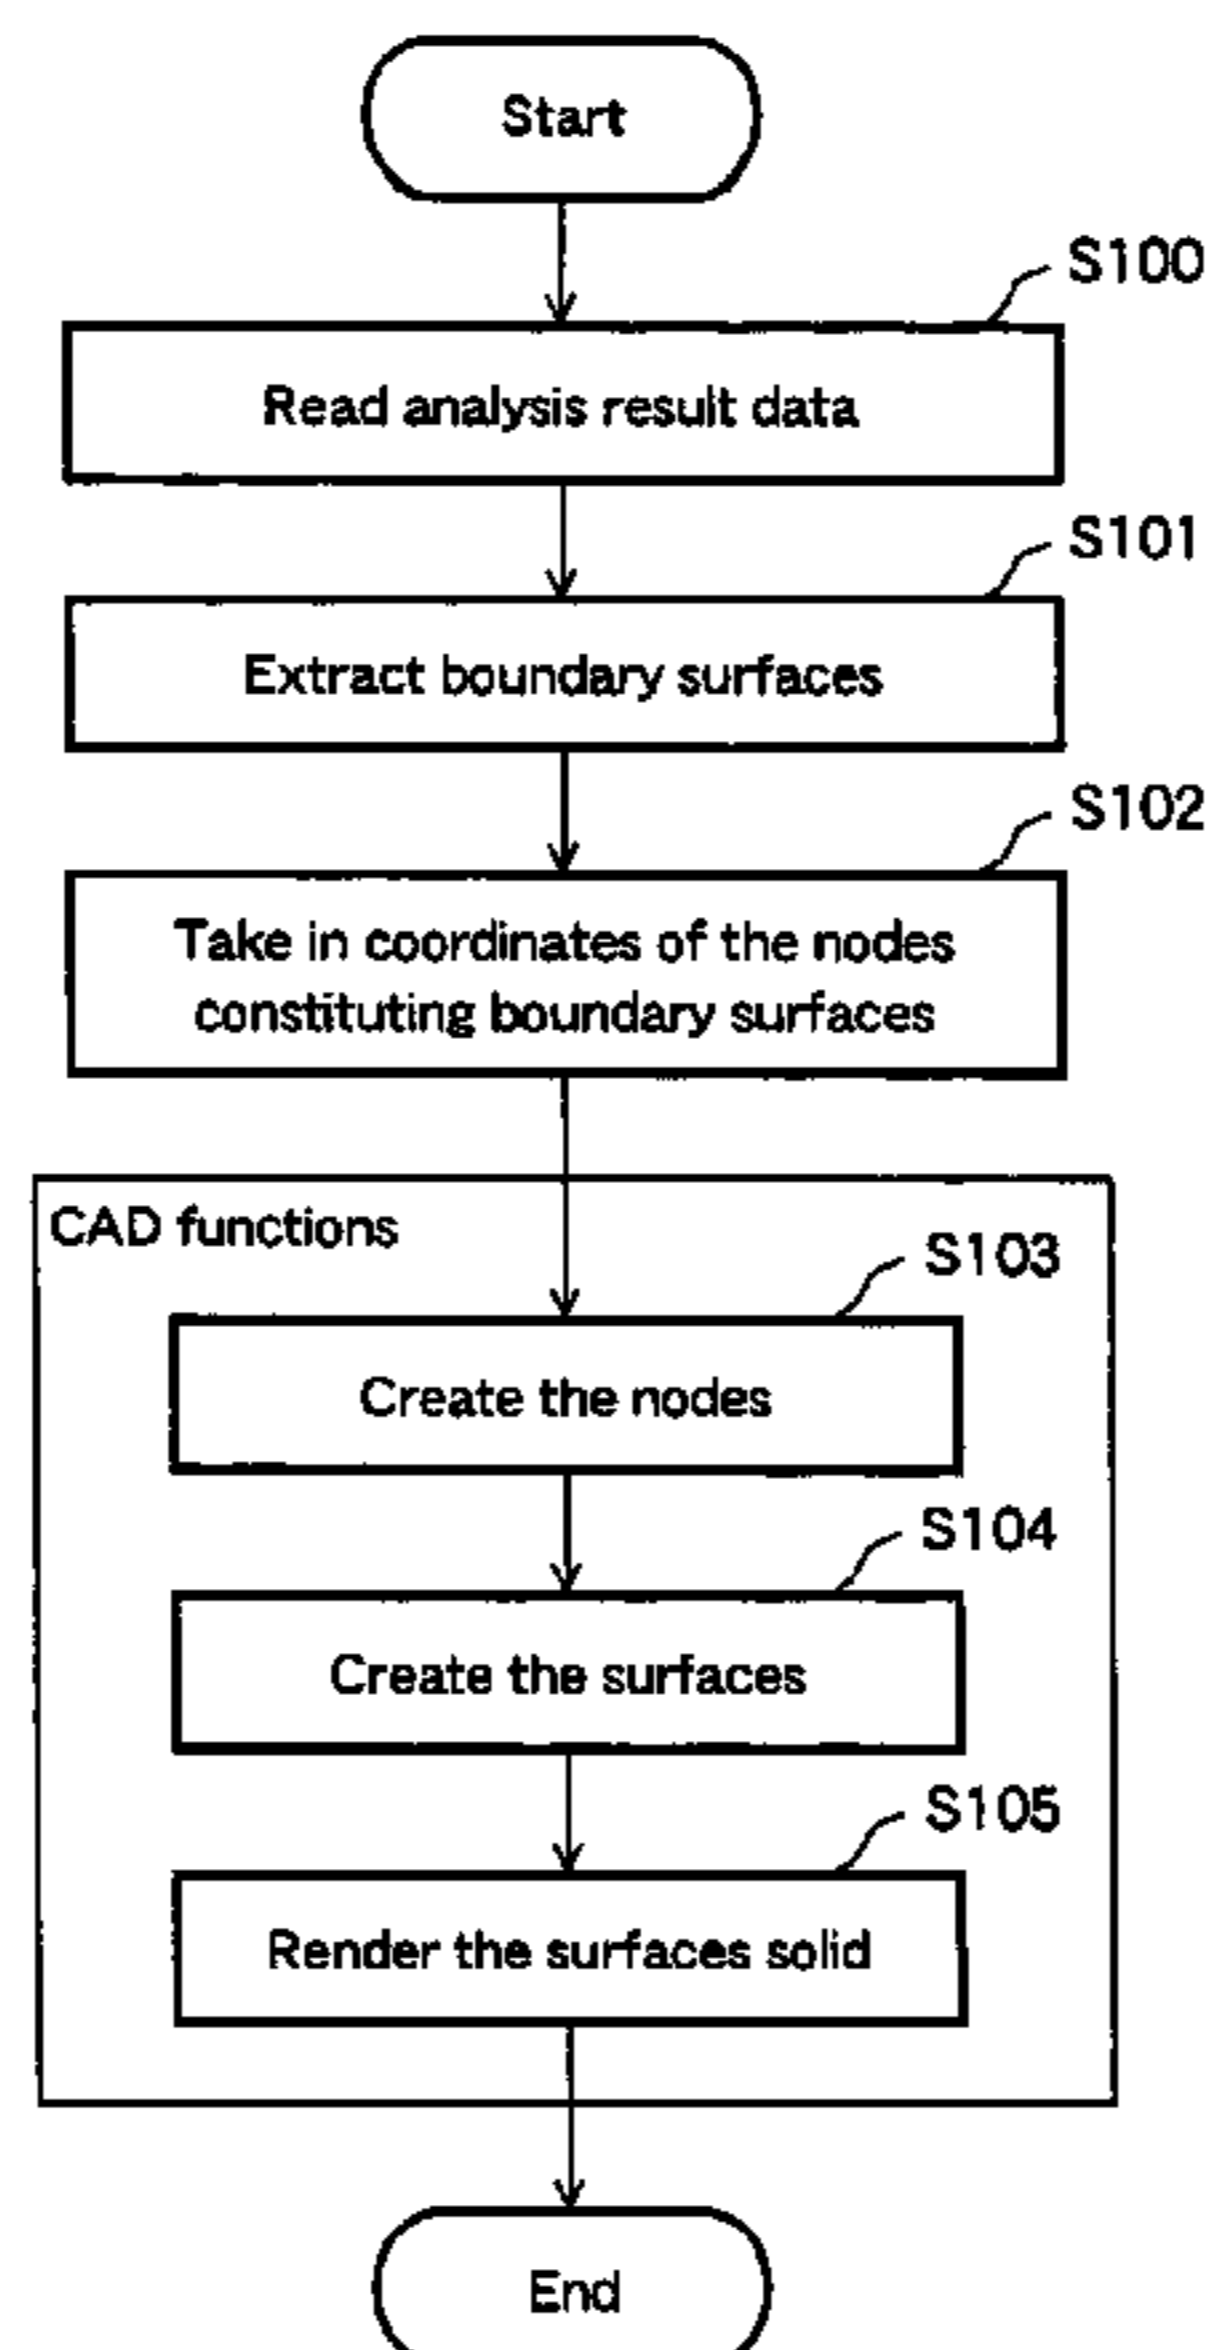 Start
S100
Read analysis result data
S101
Extract boundary surfaces
S102
Take in coordinates of the nodes
constituting boundary surfaces
CAD functions
S103
Create the nodes
S104
Create the surfaces
S105
Render the surfaces solid
End